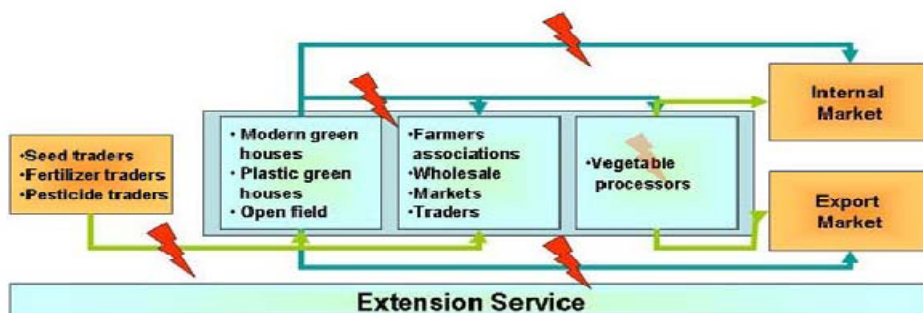 •Seed traders
•Fertilizer traders
•Pesticide traders
• Modern green
houses
• Plastic green
houses
• Open field
• Farmers
associations
•Wholesale
•Markets
•Traders
•Vegetable
processors
Internal
Market
Export
Market
Extension Service